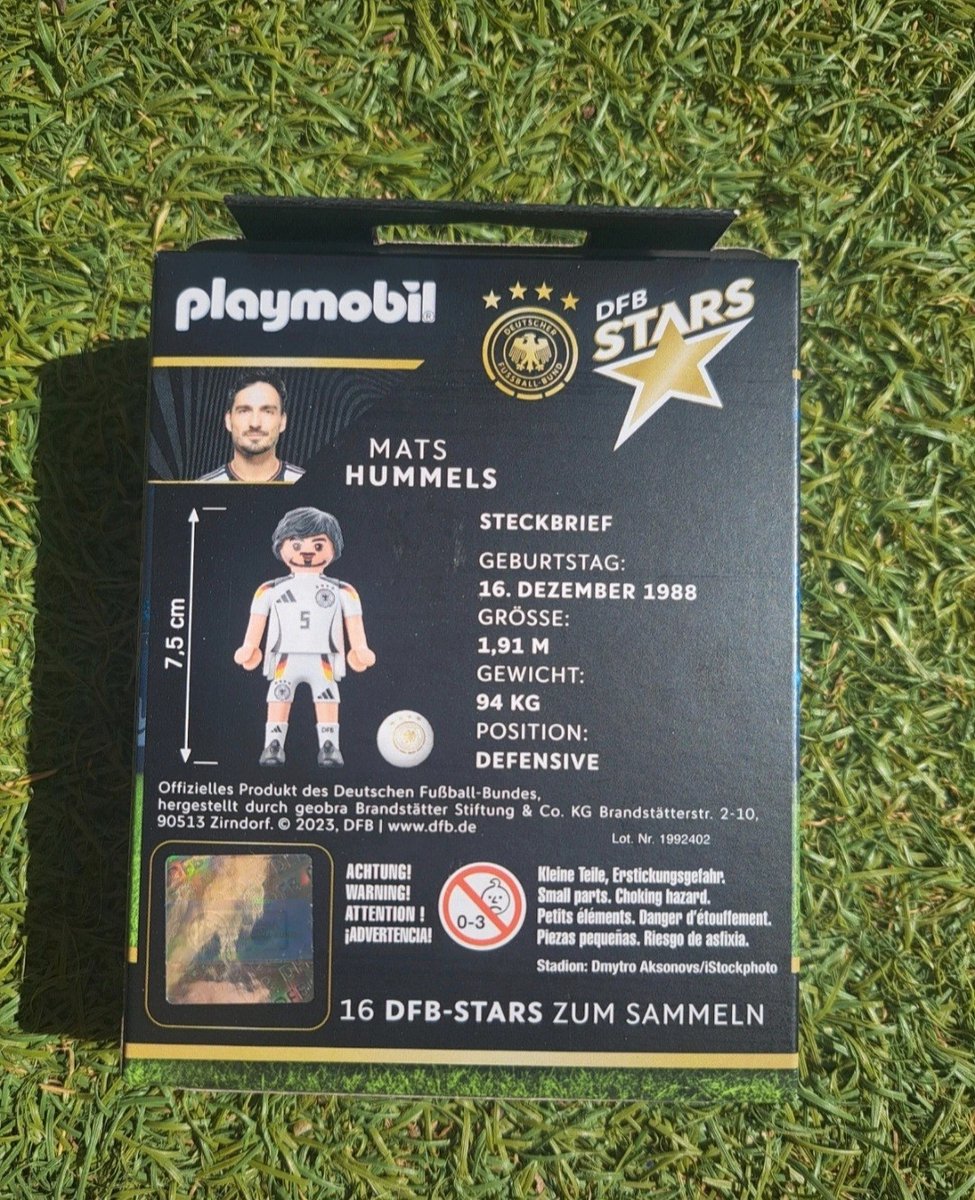 playmobil®
DEUTSCHER
FUSSBALL-BUND
DFB
STARS
MATS
HUMMELS
7,5 cm
5
DFB
STECKBRIEF
GEBURTSTAG:
16. DEZEMBER 1988
GRÖSSE:
1,91 M
GEWICHT:
94 KG
POSITION:
DEFENSIVE
Offizielles Produkt des Deutschen Fußball-Bundes,
hergestellt durch geobra Brandstätter Stiftung & Co. KG Brandstätterstr. 2-10,
90513 Zirndorf. © 2023, DFB | www.dfb.de
Lot. Nr. 1992402
ACHTUNG!
WARNING!
ATTENTION !
¡ADVERTENCIA!
0-3
Kleine Teile, Erstickungsgefahr.
Small parts. Choking hazard.
Petits éléments. Danger d'étouffement.
Piezas pequeñas. Riesgo de asfixia.
Stadion: Dmytro Aksonovs/iStockphoto
16 DFB-STARS ZUM SAMMELN